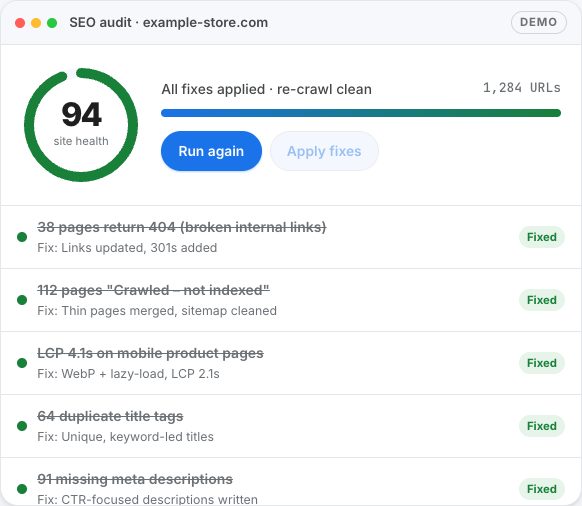 SEO audit · example-store.com
DEMO
94
site health
All fixes applied · re-crawl clean
1,284 URLs
Run again
Apply fixes
38 pages return 404 (broken internal links)
Fix: Links updated, 301s added
Fixed
112 pages "Crawled – not indexed"
Fix: Thin pages merged, sitemap cleaned
Fixed
LCP 4.1s on mobile product pages
Fix: WebP + lazy-load, LCP 2.1s
Fixed
64 duplicate title tags
Fix: Unique, keyword-led titles
Fixed
91 missing meta descriptions
Fix: CTR-focused descriptions written
Fixed